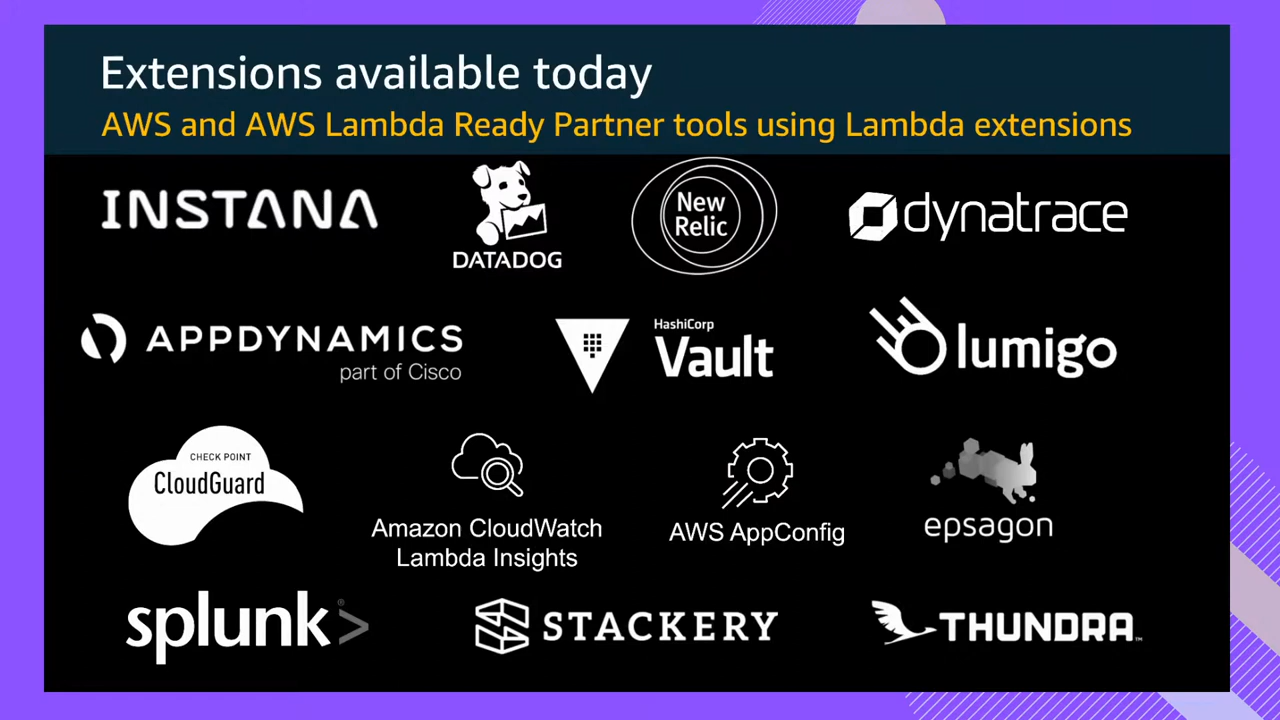 Extensions available today
AWS and AWS Lambda Ready Partner tools using Lambda extensions
INSTANA
DATADOG
New
Relic
dynatrace
APPDYNAMICS
part of Cisco
HashiCorp
Vault
lumigo
CHECK POINT
CloudGuard
Amazon CloudWatch
Lambda Insights
AWS AppConfig
epsagon
splunk>®
STACKERY
THUNDRA™